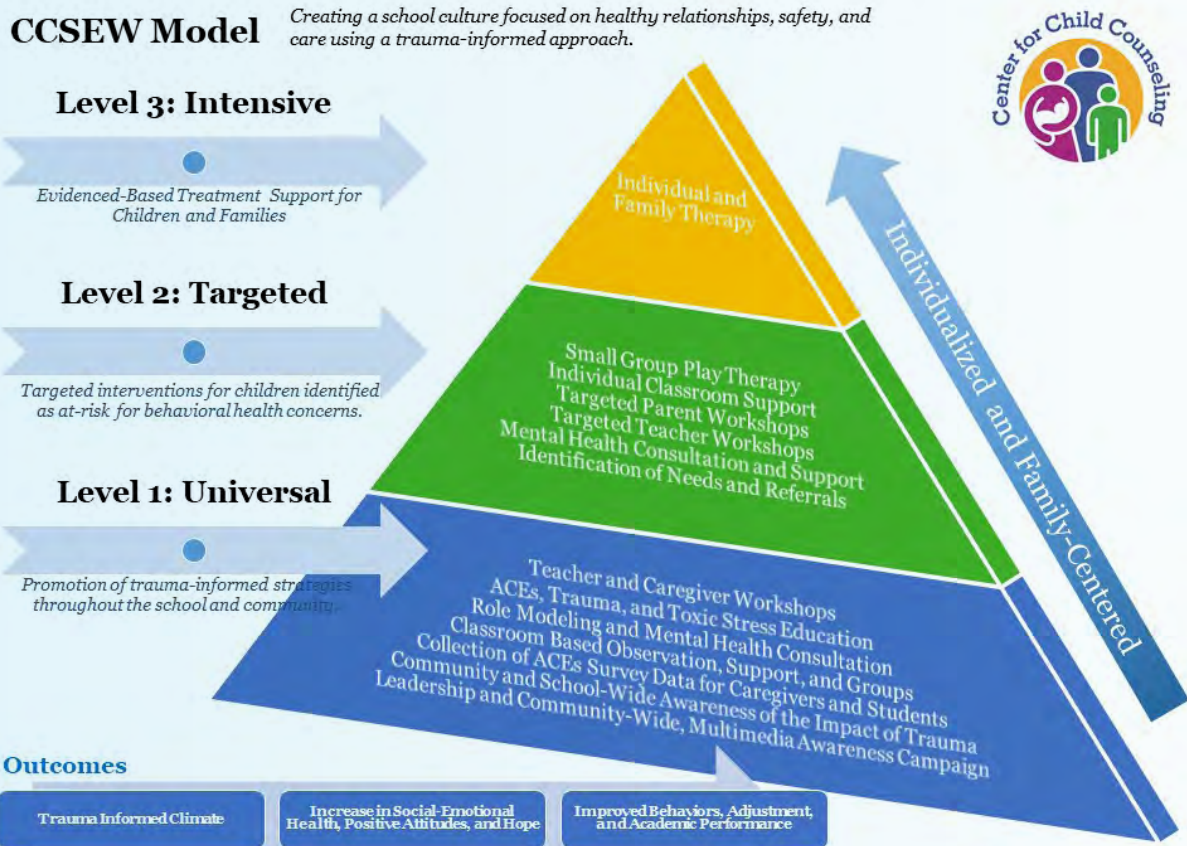 CCSEW Model
Creating a school culture focused on healthy relationships, safety, and
care using a trauma-informed approach.
Center for Child Counseling
Level 3: Intensive
Evidenced-Based Treatment Support for
Children and Families
Level 2: Targeted
Targeted interventions for children identified
as at-risk for behavioral health concerns.
Level 1: Universal
Promotion of trauma-informed strategies
throughout the school and community.
Individual and
Family Therapy
Small Group Play Therapy
Individual Classroom Support
Targeted Parent Workshops
Targeted Teacher Workshops
Mental Health Consultation and Support
Identification of Needs and Referrals
Teacher and Caregiver Workshops
ACEs, Trauma, and Toxic Stress Education
Role Modeling and Mental Health Consultation
Classroom Based Observation, Support, and Groups
Collection of ACEs Survey Data for Caregivers and Students
Community and School-Wide Awareness of the Impact of Trauma
Leadership and Community-Wide, Multimedia Awareness Campaign
Individualized and Family-Centered
Outcomes
Trauma Informed Climate
Increase in Social-Emotional
Health, Positive Attitudes, and Hope
Improved Behaviors, Adjustment,
and Academic Performance